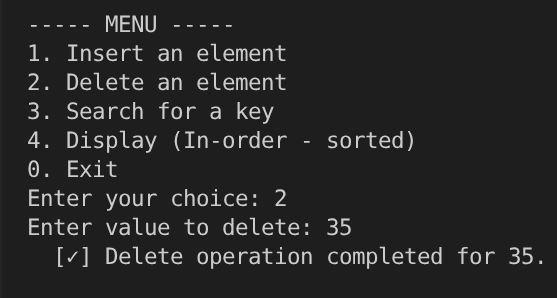 ----- MENU -----
1. Insert an element
2. Delete an element
3. Search for a key
4. Display (In-order - sorted)
0. Exit
Enter your choice: 2
Enter value to delete: 35
  [✓] Delete operation completed for 35.